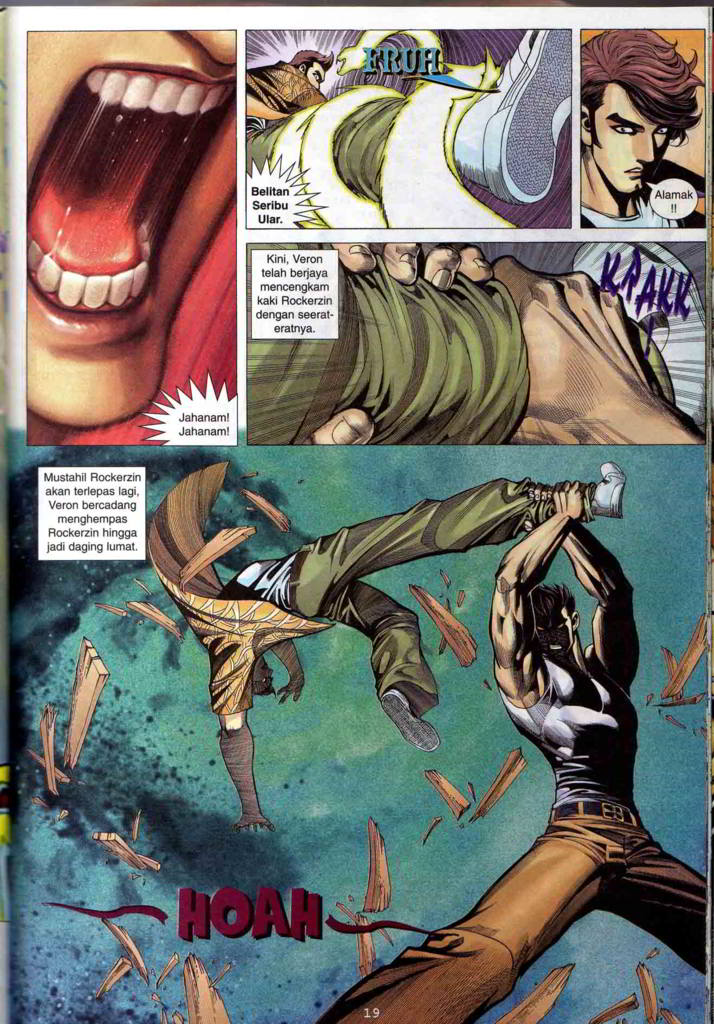 FRUH
Belitan
Seribu
Ular.
Alamak
!!
Jahanam!
Jahanam!
Kini, Veron
telah berjaya
mencengkam
kaki Rockerzin
dengan seerat-
eratnya.
KRAKK
Mustahil Rockerzin
akan terlepas lagi,
Veron bercadang
menghempas
Rockerzin hingga
jadi daging lumat.
HOAH
19